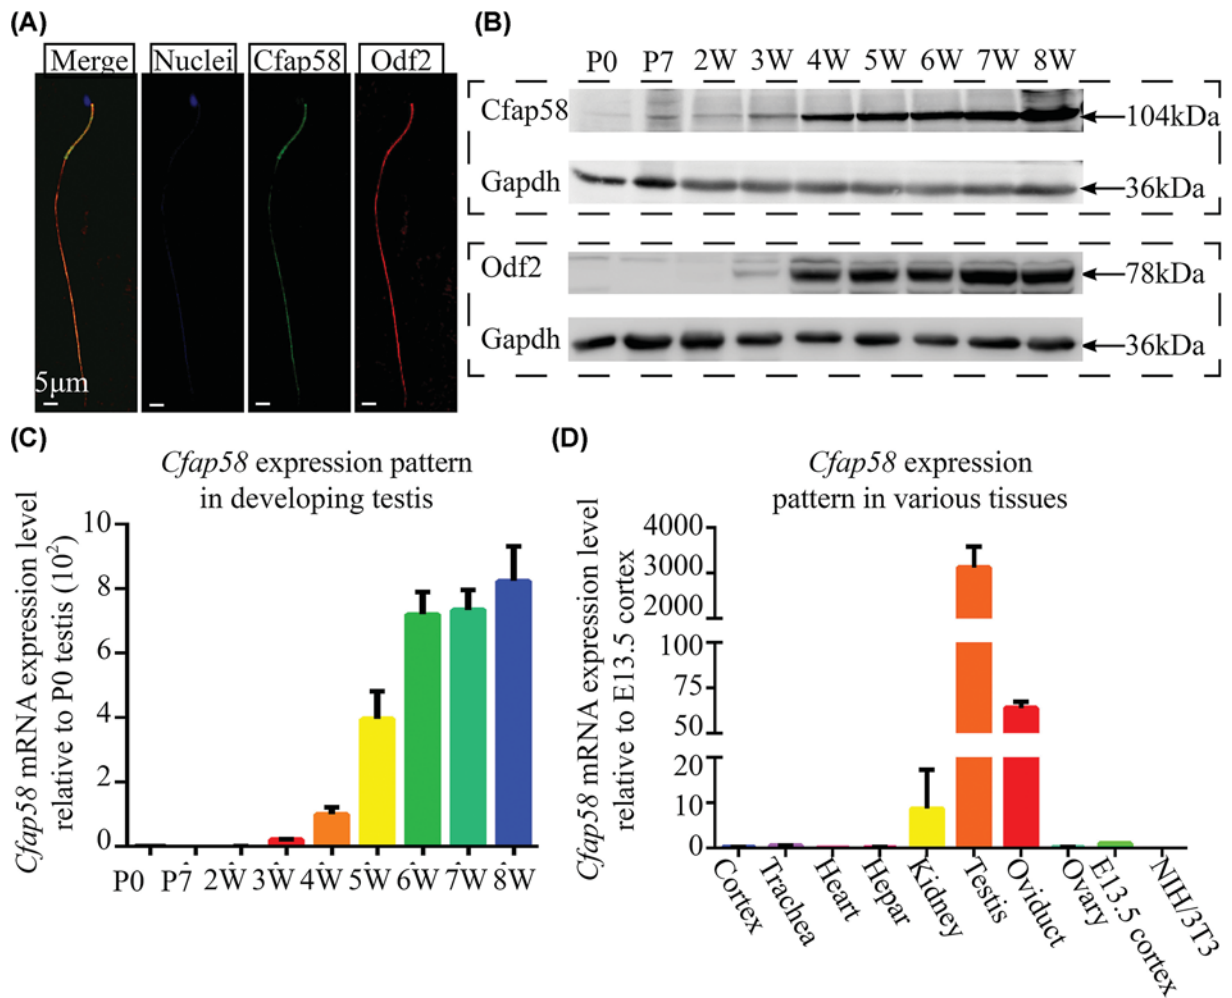 (A)
Merge Nuclei Cfap58 Odf2
5μm
(B)
P0 P7 2W 3W 4W 5W 6W 7W 8W
Cfap58 104kDa
Gapdh 36kDa
Odf2 78kDa
Gapdh 36kDa
(C)
Cfap58 expression pattern
in developing testis
Cfap58 mRNA expression level
relative to P0 testis (10²)
10
8
6
4
2
0
P0 P7 2W 3W 4W 5W 6W 7W 8W
(D)
Cfap58 expression
pattern in various tissues
Cfap58 mRNA expression level
relative to E13.5 cortex
4000
3000
2000
100
75
50
20
10
0
Cortex
Trachea
Heart
Hepar
Kidney
Testis
Oviduct
Ovary
E13.5 cortex
NIH/3T3